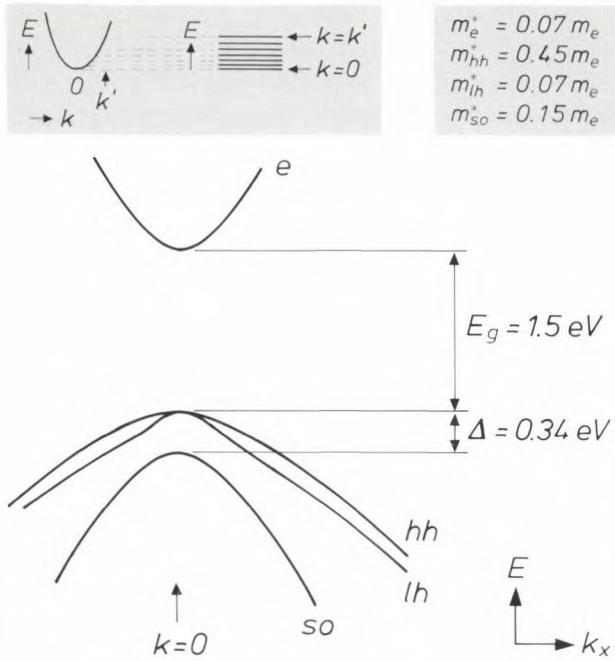 E
0
k'
k
E
k=k'
k=0
m*e = 0.07 me
m*hh = 0.45 me
m*lh = 0.07 me
m*so = 0.15 me
e
Eg = 1.5 eV
Δ = 0.34 eV
hh
lh
so
k=0
E
kx